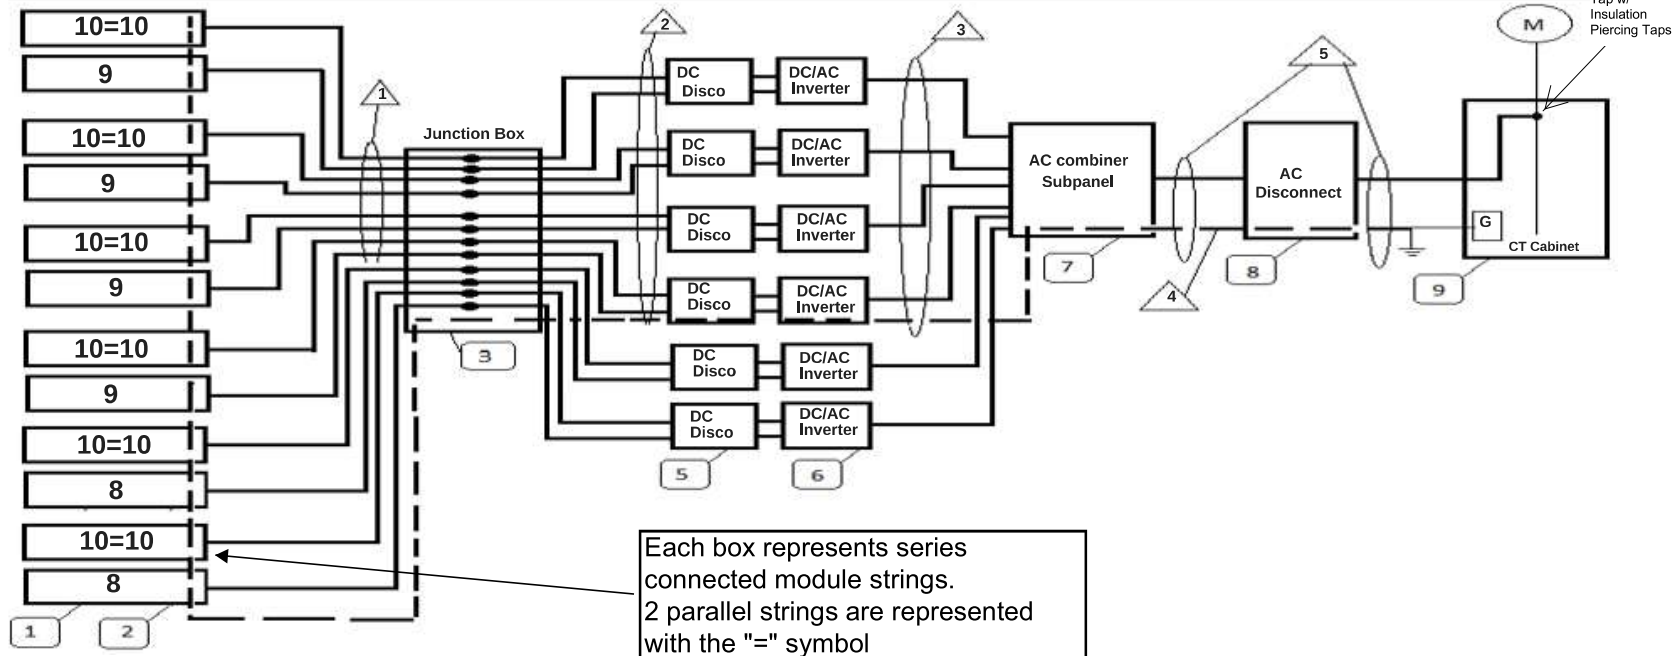 10=10
9
10=10
9
10=10
9
10=10
9
10=10
8
10=10
8
1
2
1
Junction Box
3
2
DC
Disco
DC/AC
Inverter
DC
Disco
DC/AC
Inverter
DC
Disco
DC/AC
Inverter
DC
Disco
DC/AC
Inverter
DC
Disco
DC/AC
Inverter
DC
Disco
DC/AC
Inverter
5
6
3
AC combiner
Subpanel
7
4
5
AC
Disconnect
8
M
Tap w/
Insulation
Piercing Taps
G
CT Cabinet
9
Each box represents series
connected module strings.
2 parallel strings are represented
with the "=" symbol